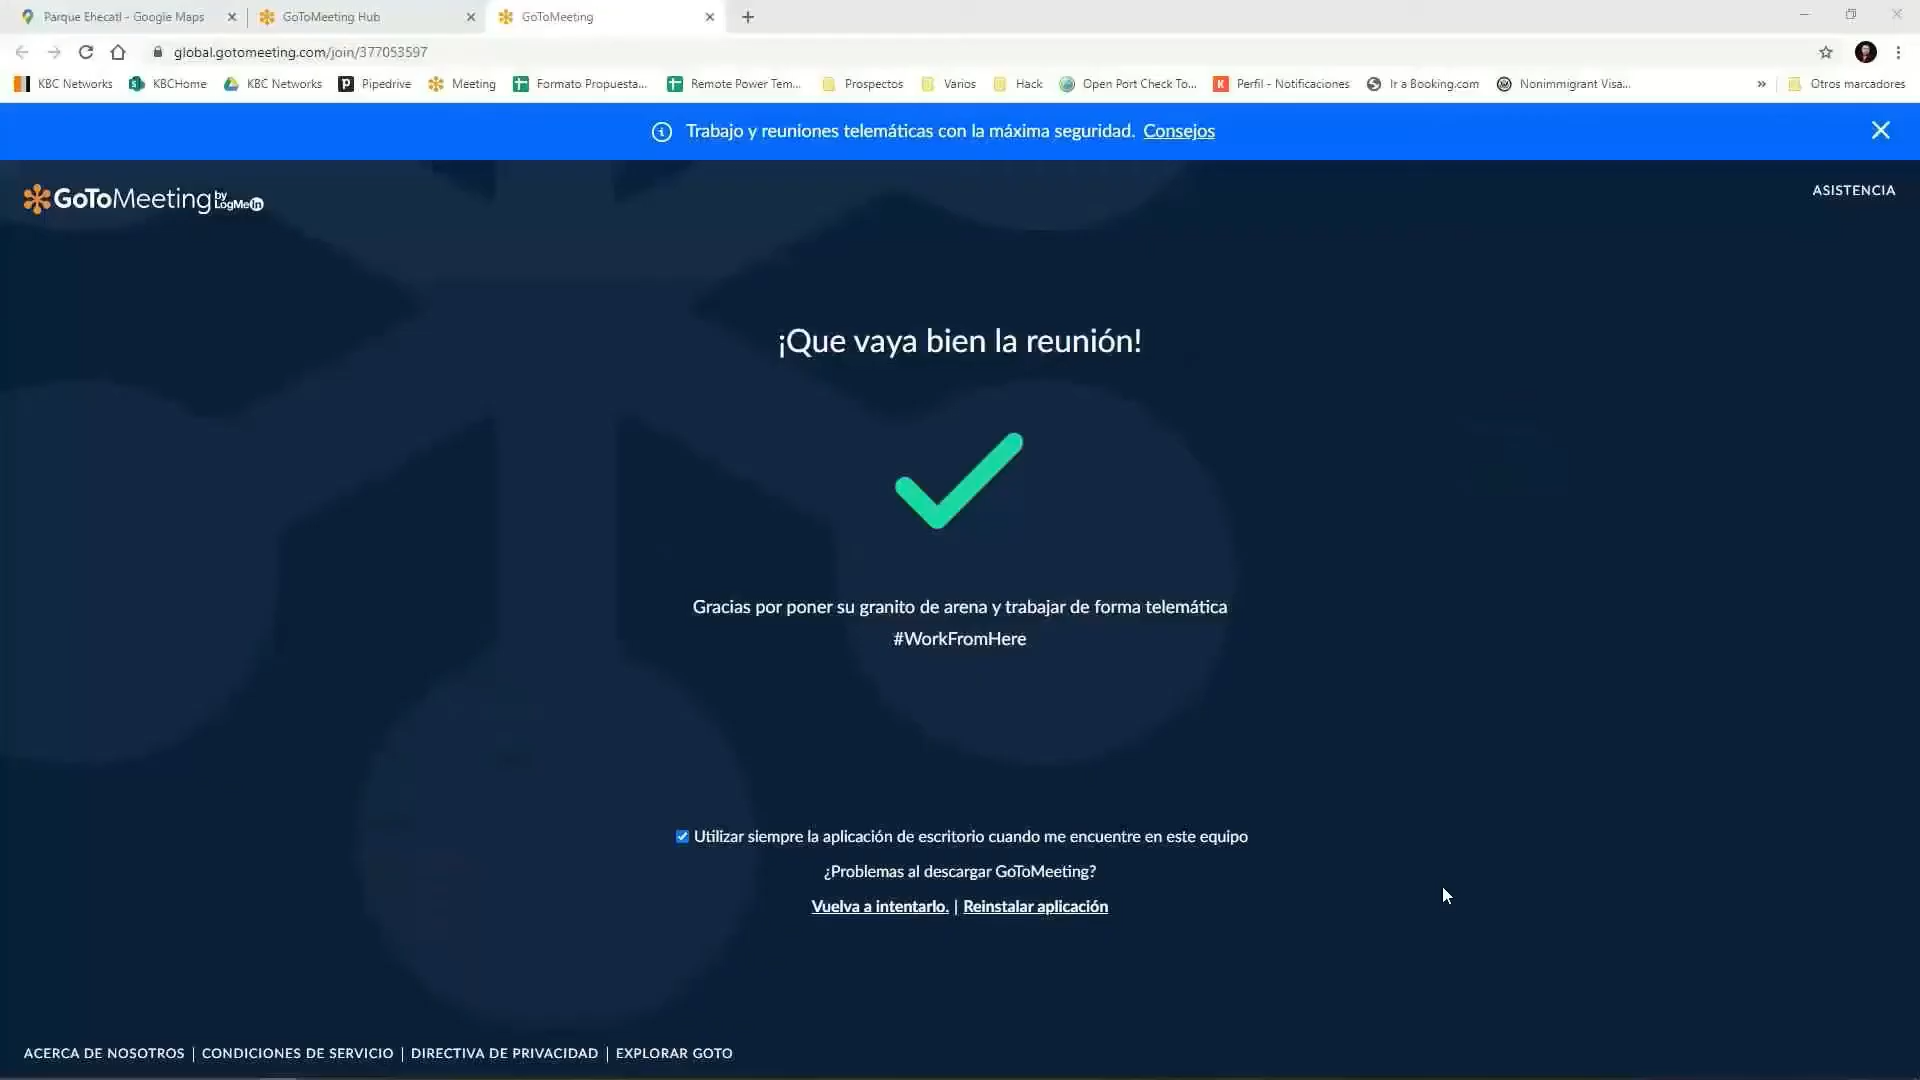 Parque Ehecatl - Google Maps
GoToMeeting Hub
GoToMeeting
global.gotomeeting.com/join/377053597
KBC Networks
KBCHome
KBC Networks
Pipedrive
Meeting
Formato Propuesta...
Remote Power Tem...
Prospectos
Varios
Hack
Open Port Check To...
Perfil - Notificaciones
Ir a Booking.com
Nonimmigrant Visa...
Otros marcadores
Trabajo y reuniones telemáticas con la máxima seguridad. Consejos
GoToMeeting by LogMeIn
ASISTENCIA
¡Que vaya bien la reunión!
Gracias por poner su granito de arena y trabajar de forma telemática
#WorkFromHere
Utilizar siempre la aplicación de escritorio cuando me encuentre en este equipo
¿Problemas al descargar GoToMeeting?
Vuelva a intentarlo. | Reinstalar aplicación
ACERCA DE NOSOTROS | CONDICIONES DE SERVICIO | DIRECTIVA DE PRIVACIDAD | EXPLORAR GOTO